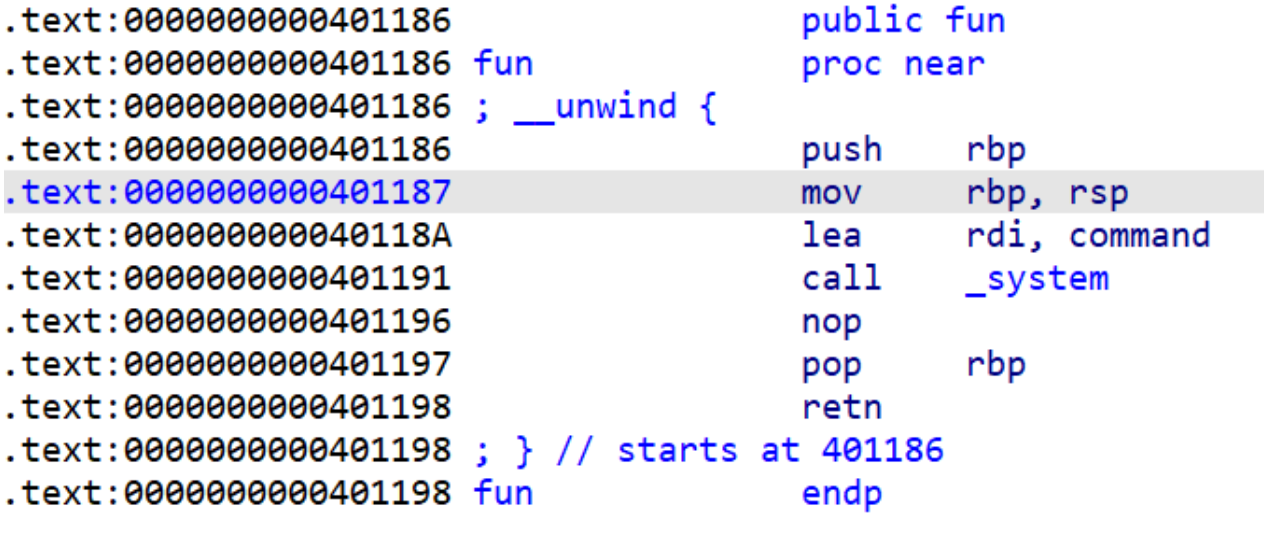 .text:0000000000401186 public fun
.text:0000000000401186 fun proc near
.text:0000000000401186 ; __unwind {
.text:0000000000401186 push rbp
.text:0000000000401187 mov rbp, rsp
.text:000000000040118A lea rdi, command
.text:0000000000401191 call _system
.text:0000000000401196 nop
.text:0000000000401197 pop rbp
.text:0000000000401198 retn
.text:0000000000401198 ; } // starts at 401186
.text:0000000000401198 fun endp